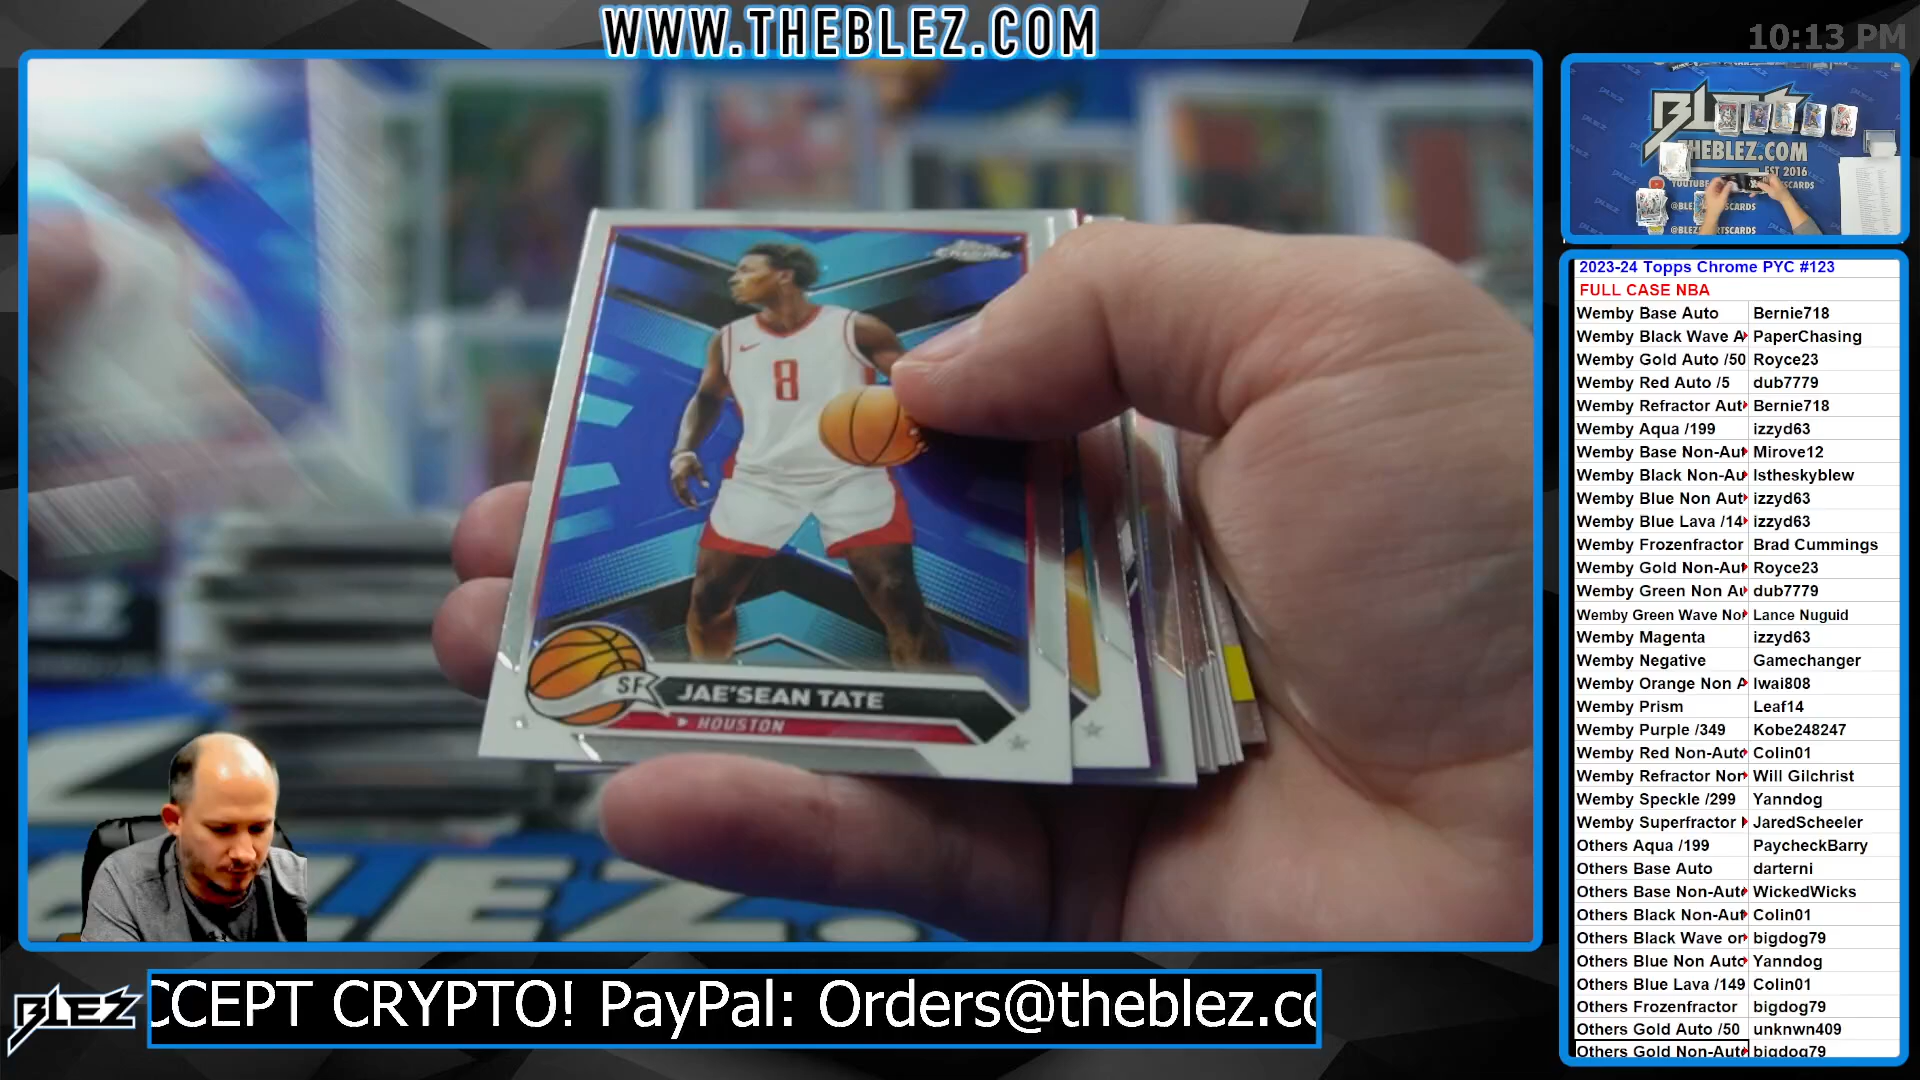 WWW.THEBLEZ.COM
10:13 PM
BLEZ
THEBLEZ.COM
EST 2016
Chrome
8
SF
JAE'SEAN TATE
HOUSTON
2023-24 Topps Chrome PYC #123
FULL CASE NBA
Wemby Base Auto Bernie718
Wemby Black Wave A PaperChasing
Wemby Gold Auto /50 Royce23
Wemby Red Auto /5 dub7779
Wemby Refractor Aut Bernie718
Wemby Aqua /199 izzyd63
Wemby Base Non-Aut Mirove12
Wemby Black Non-Au Istheskyblew
Wemby Blue Non Aut izzyd63
Wemby Blue Lava /14 izzyd63
Wemby Frozenfractor Brad Cummings
Wemby Gold Non-Aut Royce23
Wemby Green Non Au dub7779
Wemby Green Wave Non Lance Nuguid
Wemby Magenta izzyd63
Wemby Negative Gamechanger
Wemby Orange Non A Iwai808
Wemby Prism Leaf14
Wemby Purple /349 Kobe248247
Wemby Red Non-Auto Colin01
Wemby Refractor Non Will Gilchrist
Wemby Speckle /299 Yanndog
Wemby Superfractor JaredScheeler
Others Aqua /199 PaycheckBarry
Others Base Auto darterni
Others Base Non-Auto WickedWicks
Others Black Non-Aut Colin01
Others Black Wave or bigdog79
Others Blue Non Auto Yanndog
Others Blue Lava /149 Colin01
Others Frozenfractor bigdog79
Others Gold Auto /50 unknwn409
Others Gold Non-Auto bigdog79
BLEZ
CCEPT CRYPTO! PayPal: Orders@theblez.co